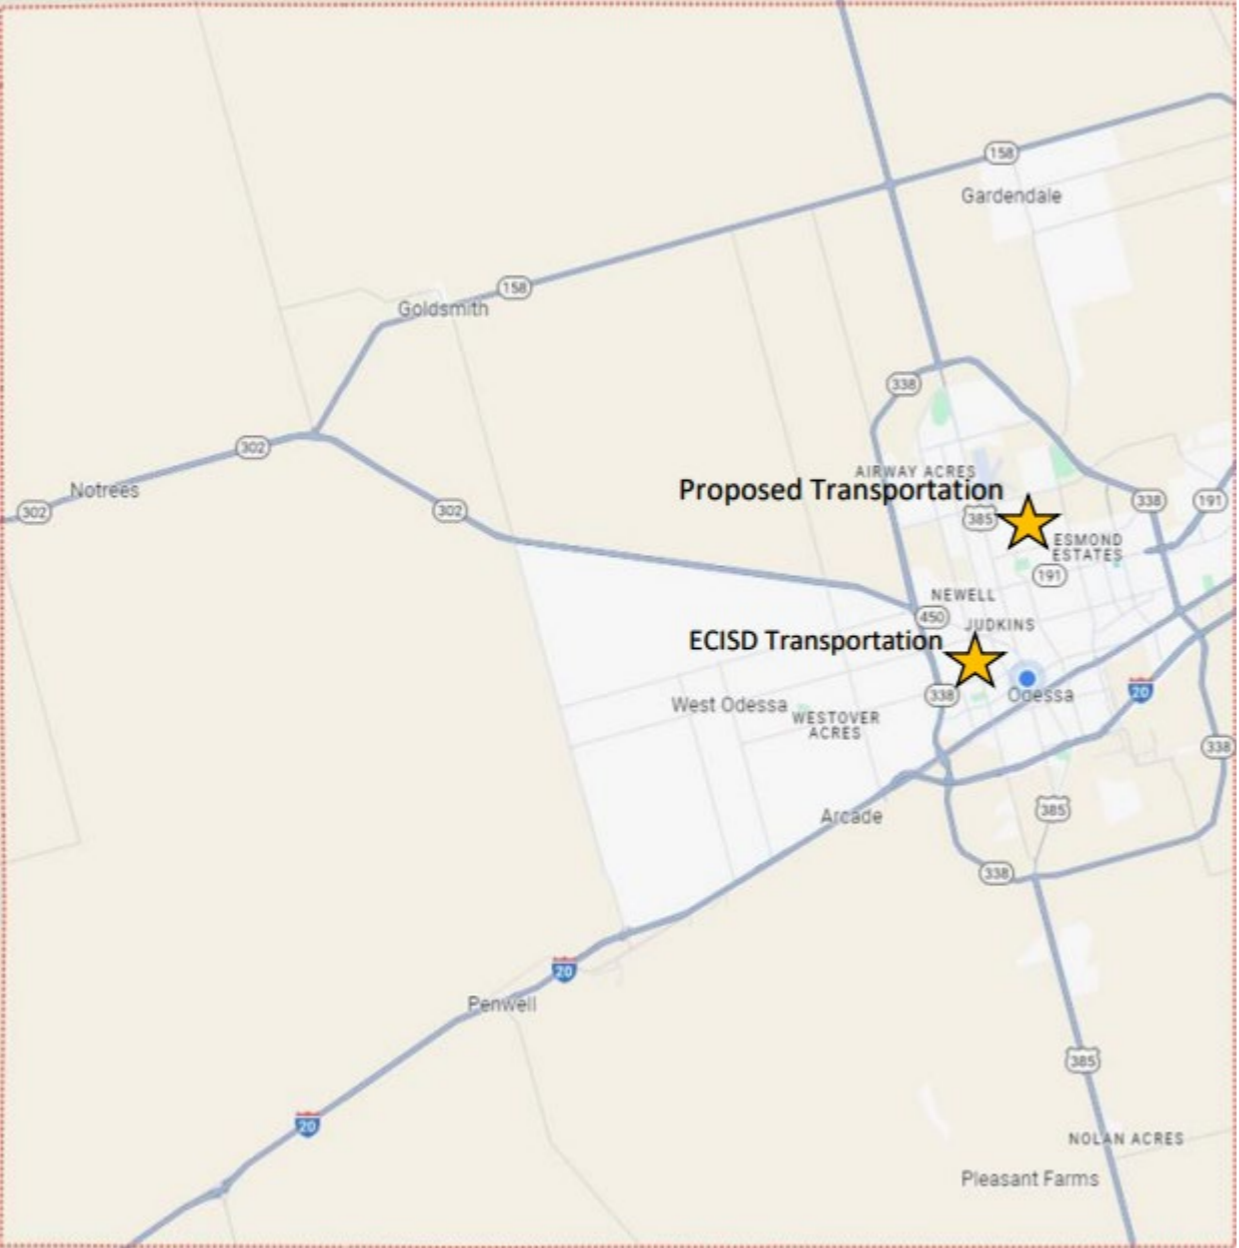 158
Gardendale
158
Goldsmith
338
302
Notrees
302
302
AIRWAY ACRES
Proposed Transportation
385
338
191
ESMOND
ESTATES
191
NEWELL
450
JUDKINS
ECISD Transportation
338
West Odessa
WESTOVER
ACRES
Odessa
20
338
Arcade
385
338
20
Penwell
385
20
NOLAN ACRES
Pleasant Farms